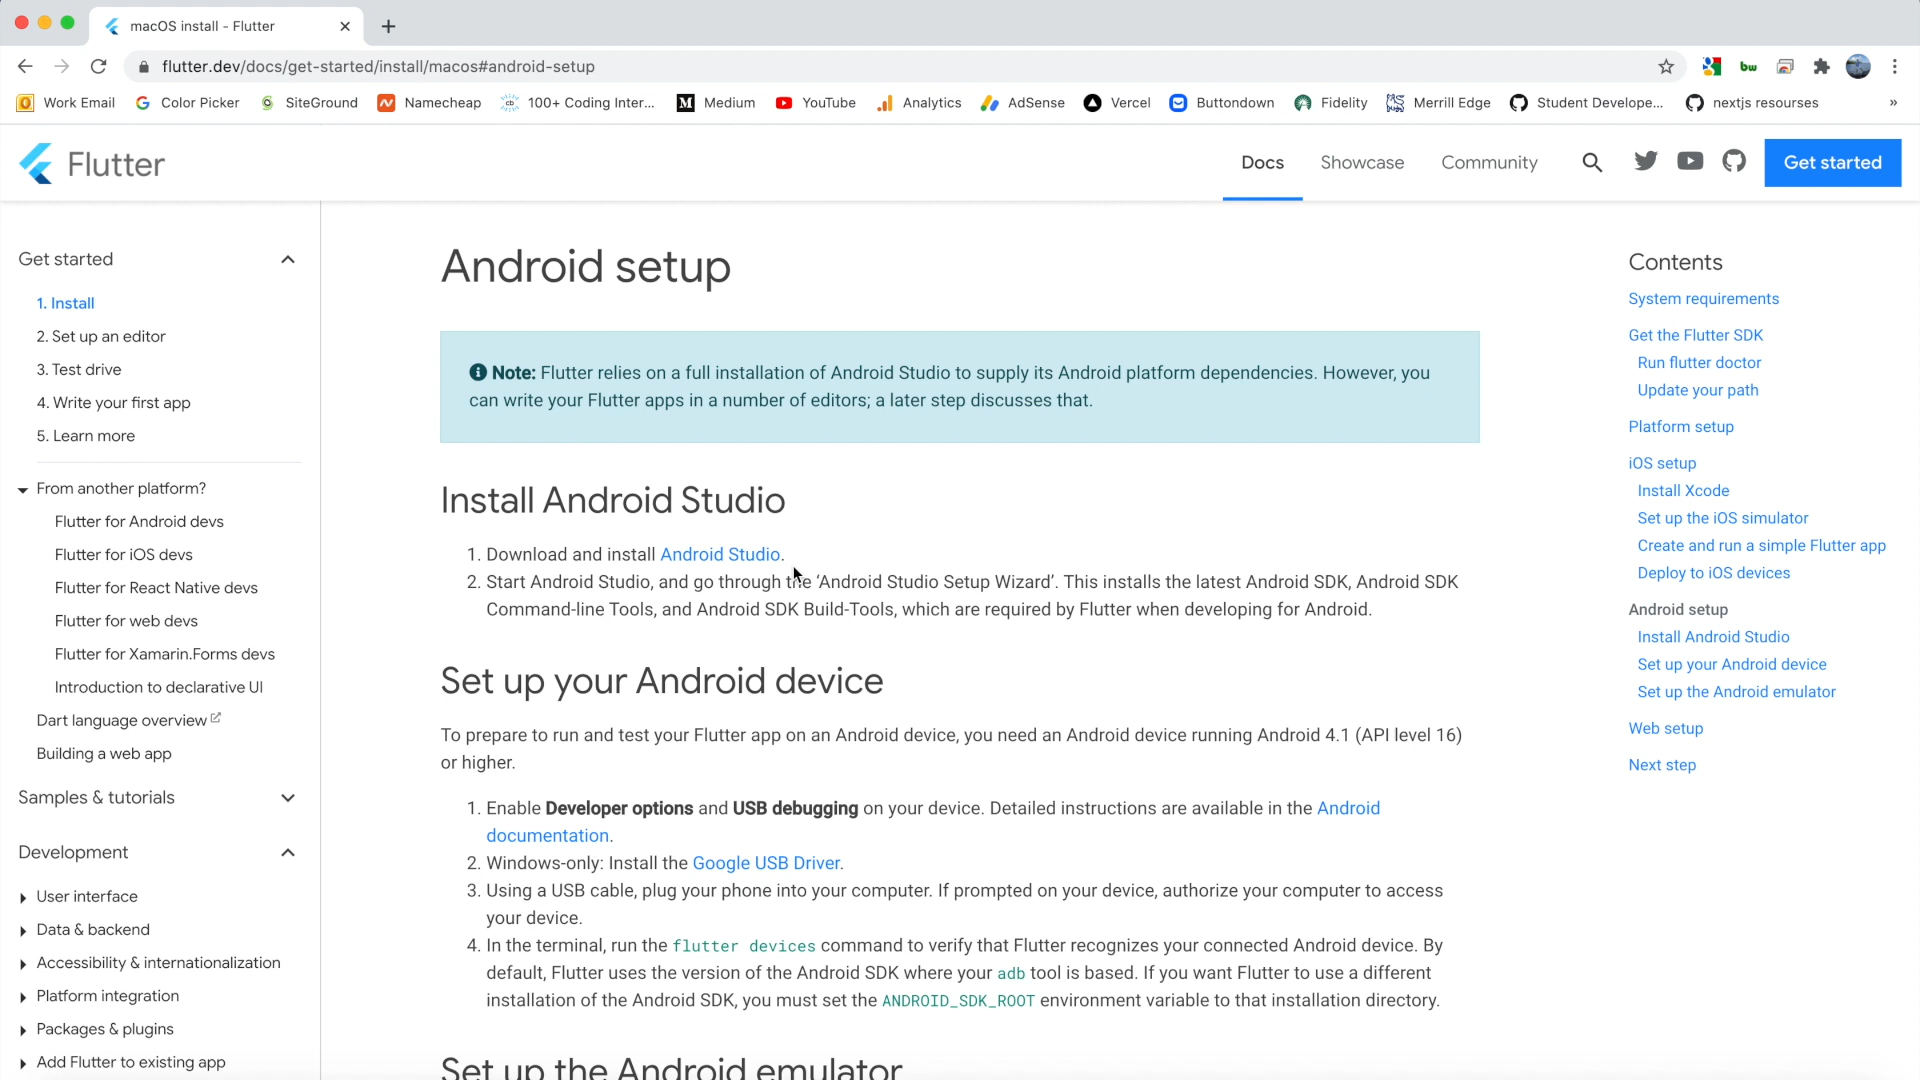 macOS install - Flutter
flutter.dev/docs/get-started/install/macos#android-setup
bw
Work Email
Color Picker
SiteGround
Namecheap
100+ Coding Inter...
Medium
YouTube
Analytics
AdSense
Vercel
Buttondown
Fidelity
Merrill Edge
Student Develope...
nextjs resourses
»
Flutter
Docs
Showcase
Community
Get started
Get started
1. Install
2. Set up an editor
3. Test drive
4. Write your first app
5. Learn more
From another platform?
Flutter for Android devs
Flutter for iOS devs
Flutter for React Native devs
Flutter for web devs
Flutter for Xamarin.Forms devs
Introduction to declarative UI
Dart language overview
Building a web app
Samples & tutorials
Development
User interface
Data & backend
Accessibility & internationalization
Platform integration
Packages & plugins
Add Flutter to existing app
Android setup
Note: Flutter relies on a full installation of Android Studio to supply its Android platform dependencies. However, you
can write your Flutter apps in a number of editors; a later step discusses that.
Install Android Studio
1. Download and install Android Studio.
2. Start Android Studio, and go through the ‘Android Studio Setup Wizard’. This installs the latest Android SDK, Android SDK
Command-line Tools, and Android SDK Build-Tools, which are required by Flutter when developing for Android.
Set up your Android device
To prepare to run and test your Flutter app on an Android device, you need an Android device running Android 4.1 (API level 16)
or higher.
1. Enable Developer options and USB debugging on your device. Detailed instructions are available in the Android
documentation.
2. Windows-only: Install the Google USB Driver.
3. Using a USB cable, plug your phone into your computer. If prompted on your device, authorize your computer to access
your device.
4. In the terminal, run the flutter devices command to verify that Flutter recognizes your connected Android device. By
default, Flutter uses the version of the Android SDK where your adb tool is based. If you want Flutter to use a different
installation of the Android SDK, you must set the ANDROID_SDK_ROOT environment variable to that installation directory.
Set up the Android emulator
Contents
System requirements
Get the Flutter SDK
Run flutter doctor
Update your path
Platform setup
iOS setup
Install Xcode
Set up the iOS simulator
Create and run a simple Flutter app
Deploy to iOS devices
Android setup
Install Android Studio
Set up your Android device
Set up the Android emulator
Web setup
Next step